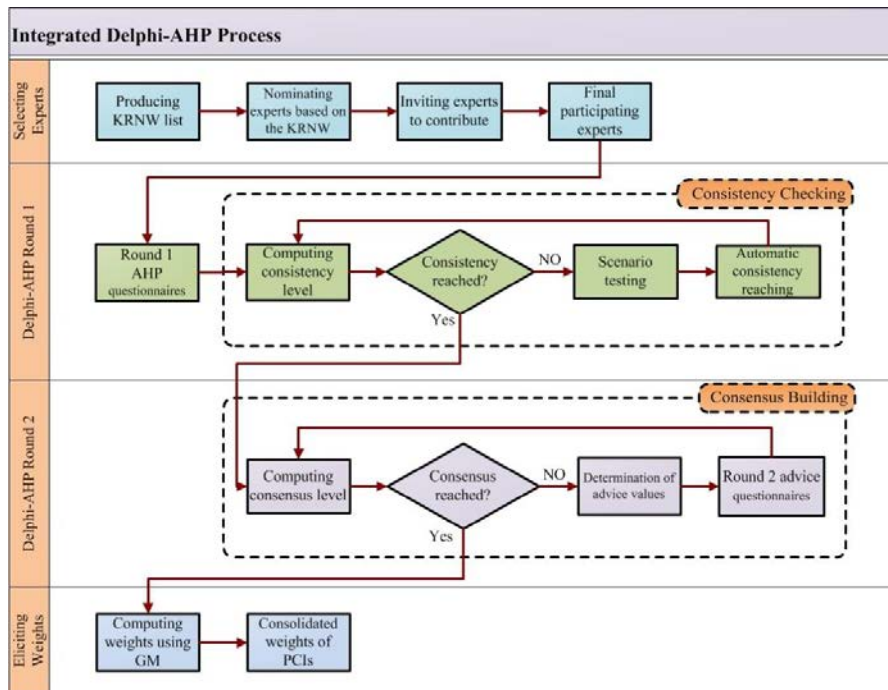 Integrated Delphi-AHP Process
Selecting
Experts
Producing
KRNW list
Nominating
experts based on
the KRNW
Inviting experts
to contribute
Final
participating
experts
Delphi-AHP Round 1
Consistency Checking
Round 1
AHP
questionnaires
Computing
consistency
level
Consistency
reached?
NO
Scenario
testing
Automatic
consistency
reaching
Yes
Delphi-AHP Round 2
Consensus Building
Computing
consensus level
Consensus
reached?
NO
Determination of
advice values
Round 2 advice
questionnaires
Yes
Eliciting
Weights
Computing
weights using
GM
Consolidated
weights of
PCIs